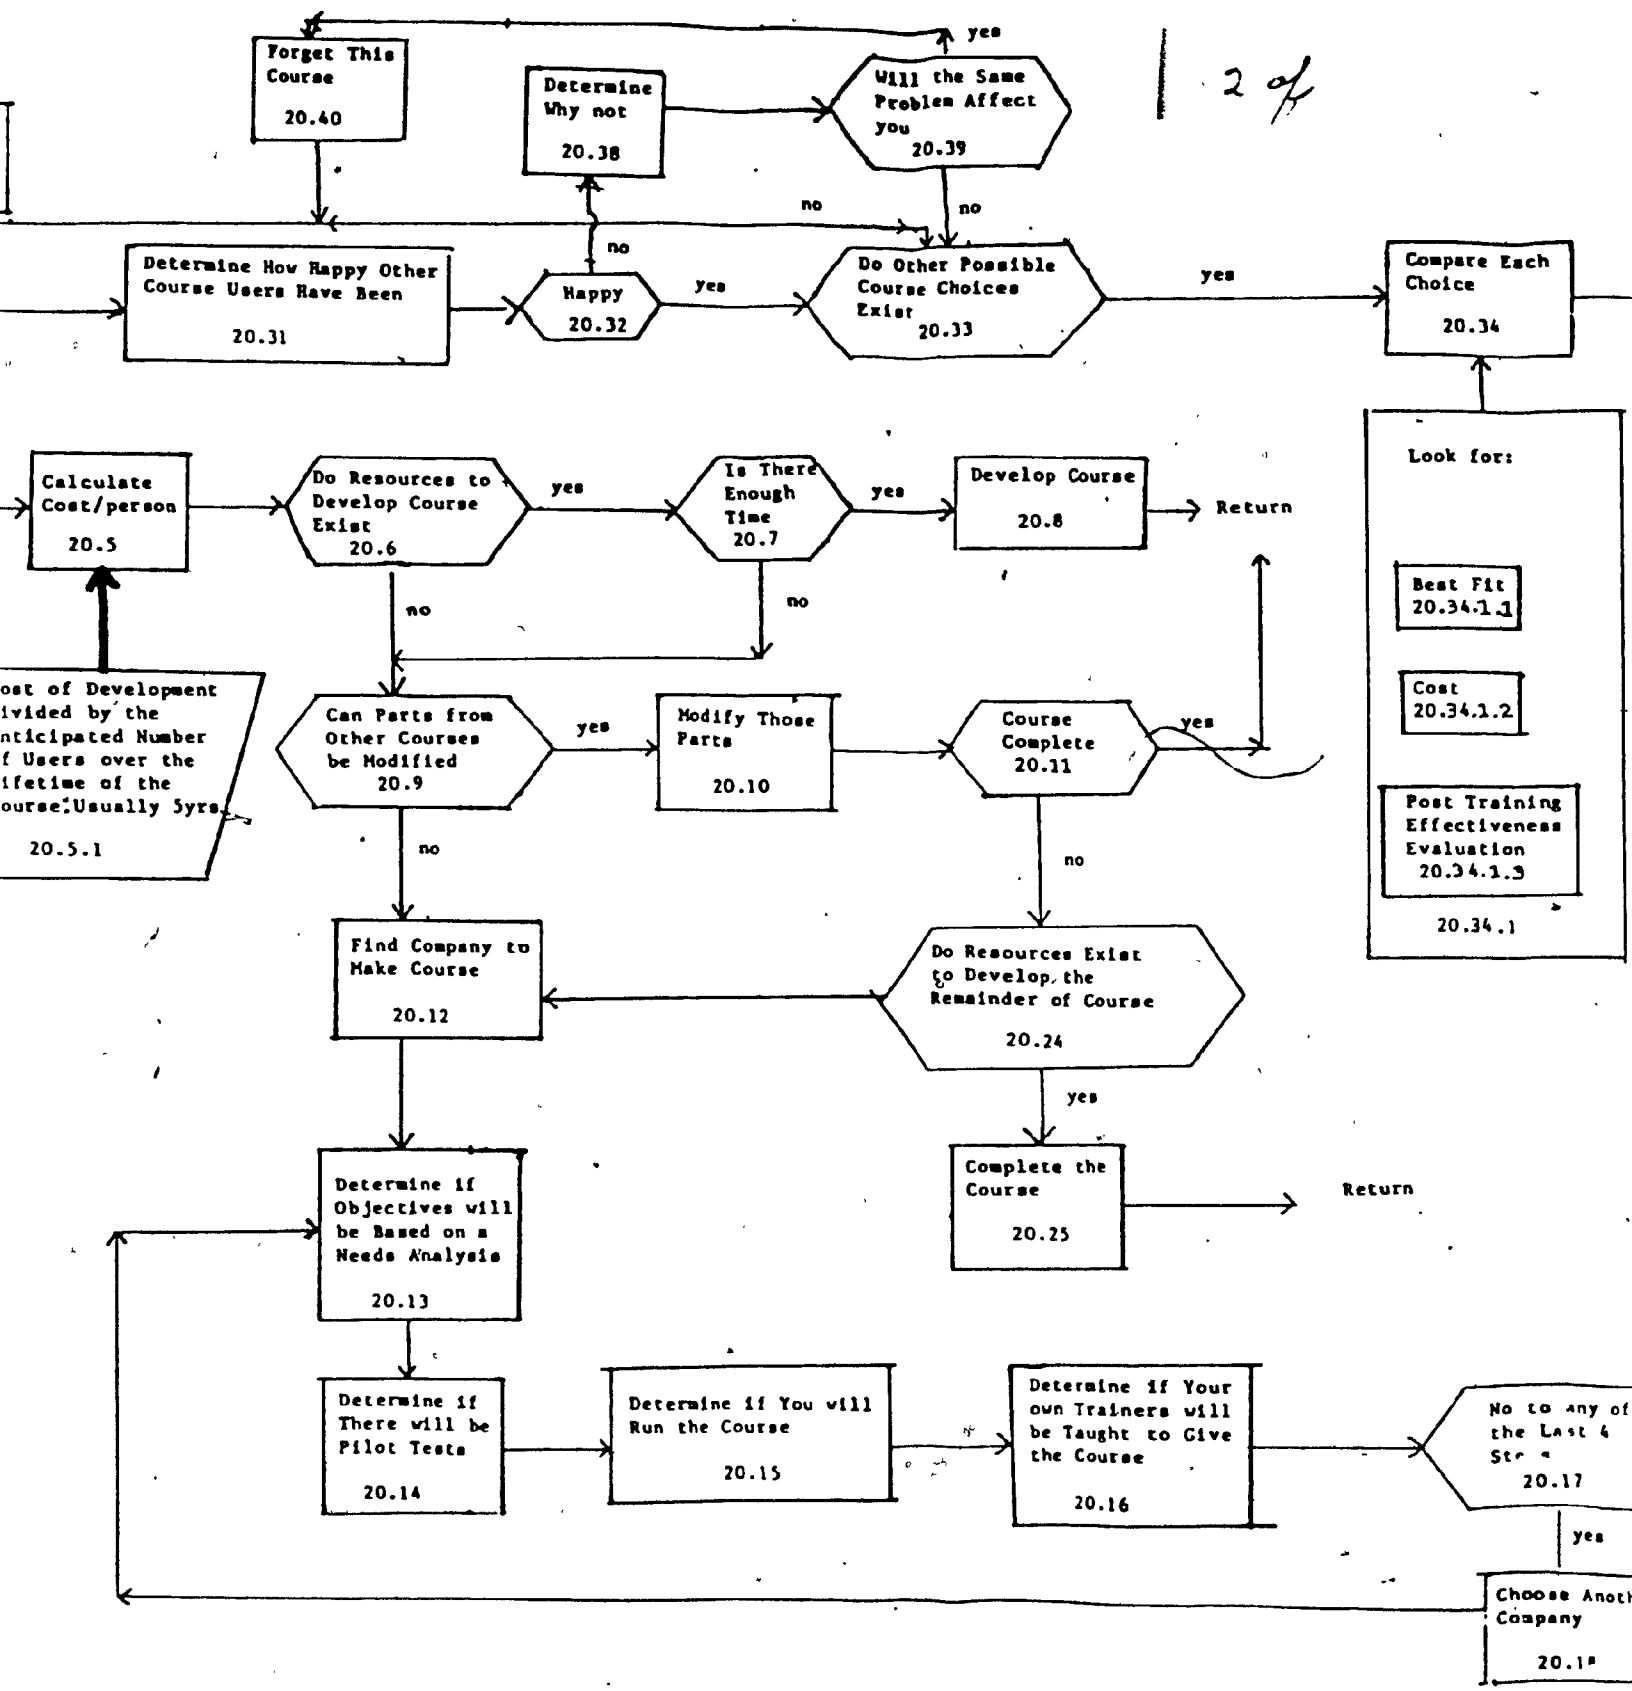 yes
Forget This
Course
20.40
Determine
Why not
20.38
Will the Same
Problem Affect
you
20.39
2 of
no
no
no
Determine How Happy Other
Course Users Have Been
20.31
Happy
20.32
yes
Do Other Possible
Course Choices
Exist
20.33
yes
Compare Each
Choice
20.34
Look for:
Best Fit
20.34.1.1
Cost
20.34.1.2
Post Training
Effectiveness
Evaluation
20.34.1.3
20.34.1
Calculate
Cost/person
20.5
Do Resources to
Develop Course
Exist
20.6
yes
Is There
Enough
Time
20.7
yes
Develop Course
20.8
Return
no
no
ost of Development
ivided by the
nticipated Number
f Users over the
ifetime of the
ourse:Usually 5yrs
20.5.1
Can Parts from
Other Courses
be Modified
20.9
yes
Modify Those
Parts
20.10
Course
Complete
20.11
yes
no
no
Find Company to
Make Course
20.12
Do Resources Exist
to Develop the
Remainder of Course
20.24
yes
Complete the
Course
20.25
Return
Determine if
Objectives will
be Based on a
Needs Analysis
20.13
Determine if
There will be
Pilot Tests
20.14
Determine if You will
Run the Course
20.15
Determine if Your
own Trainers will
be Taught to Give
the Course
20.16
No to any of
the Last 4
20.17
yes
Choose Anoth
Company